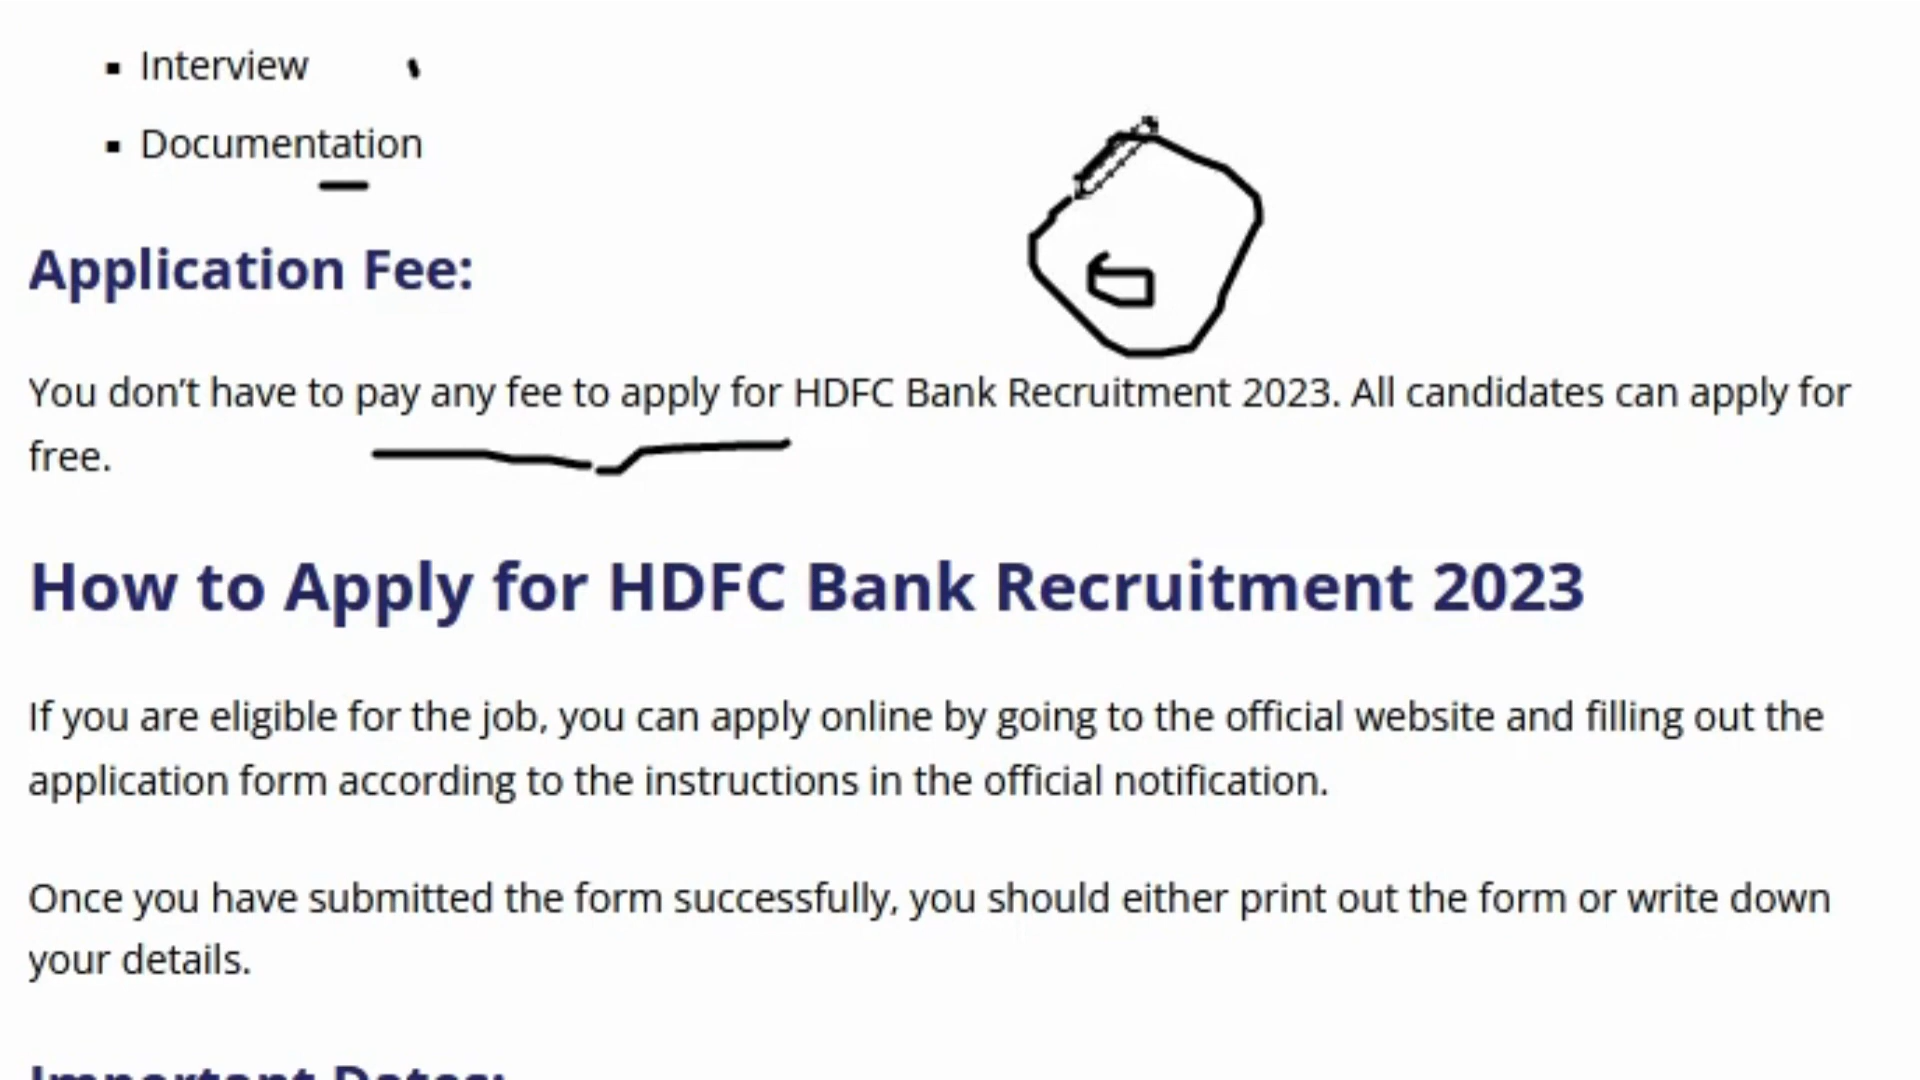 Interview
Documentation
Application Fee:
You don’t have to pay any fee to apply for HDFC Bank Recruitment 2023. All candidates can apply for
free.
How to Apply for HDFC Bank Recruitment 2023
If you are eligible for the job, you can apply online by going to the official website and filling out the
application form according to the instructions in the official notification.
Once you have submitted the form successfully, you should either print out the form or write down
your details.
Important Dates: